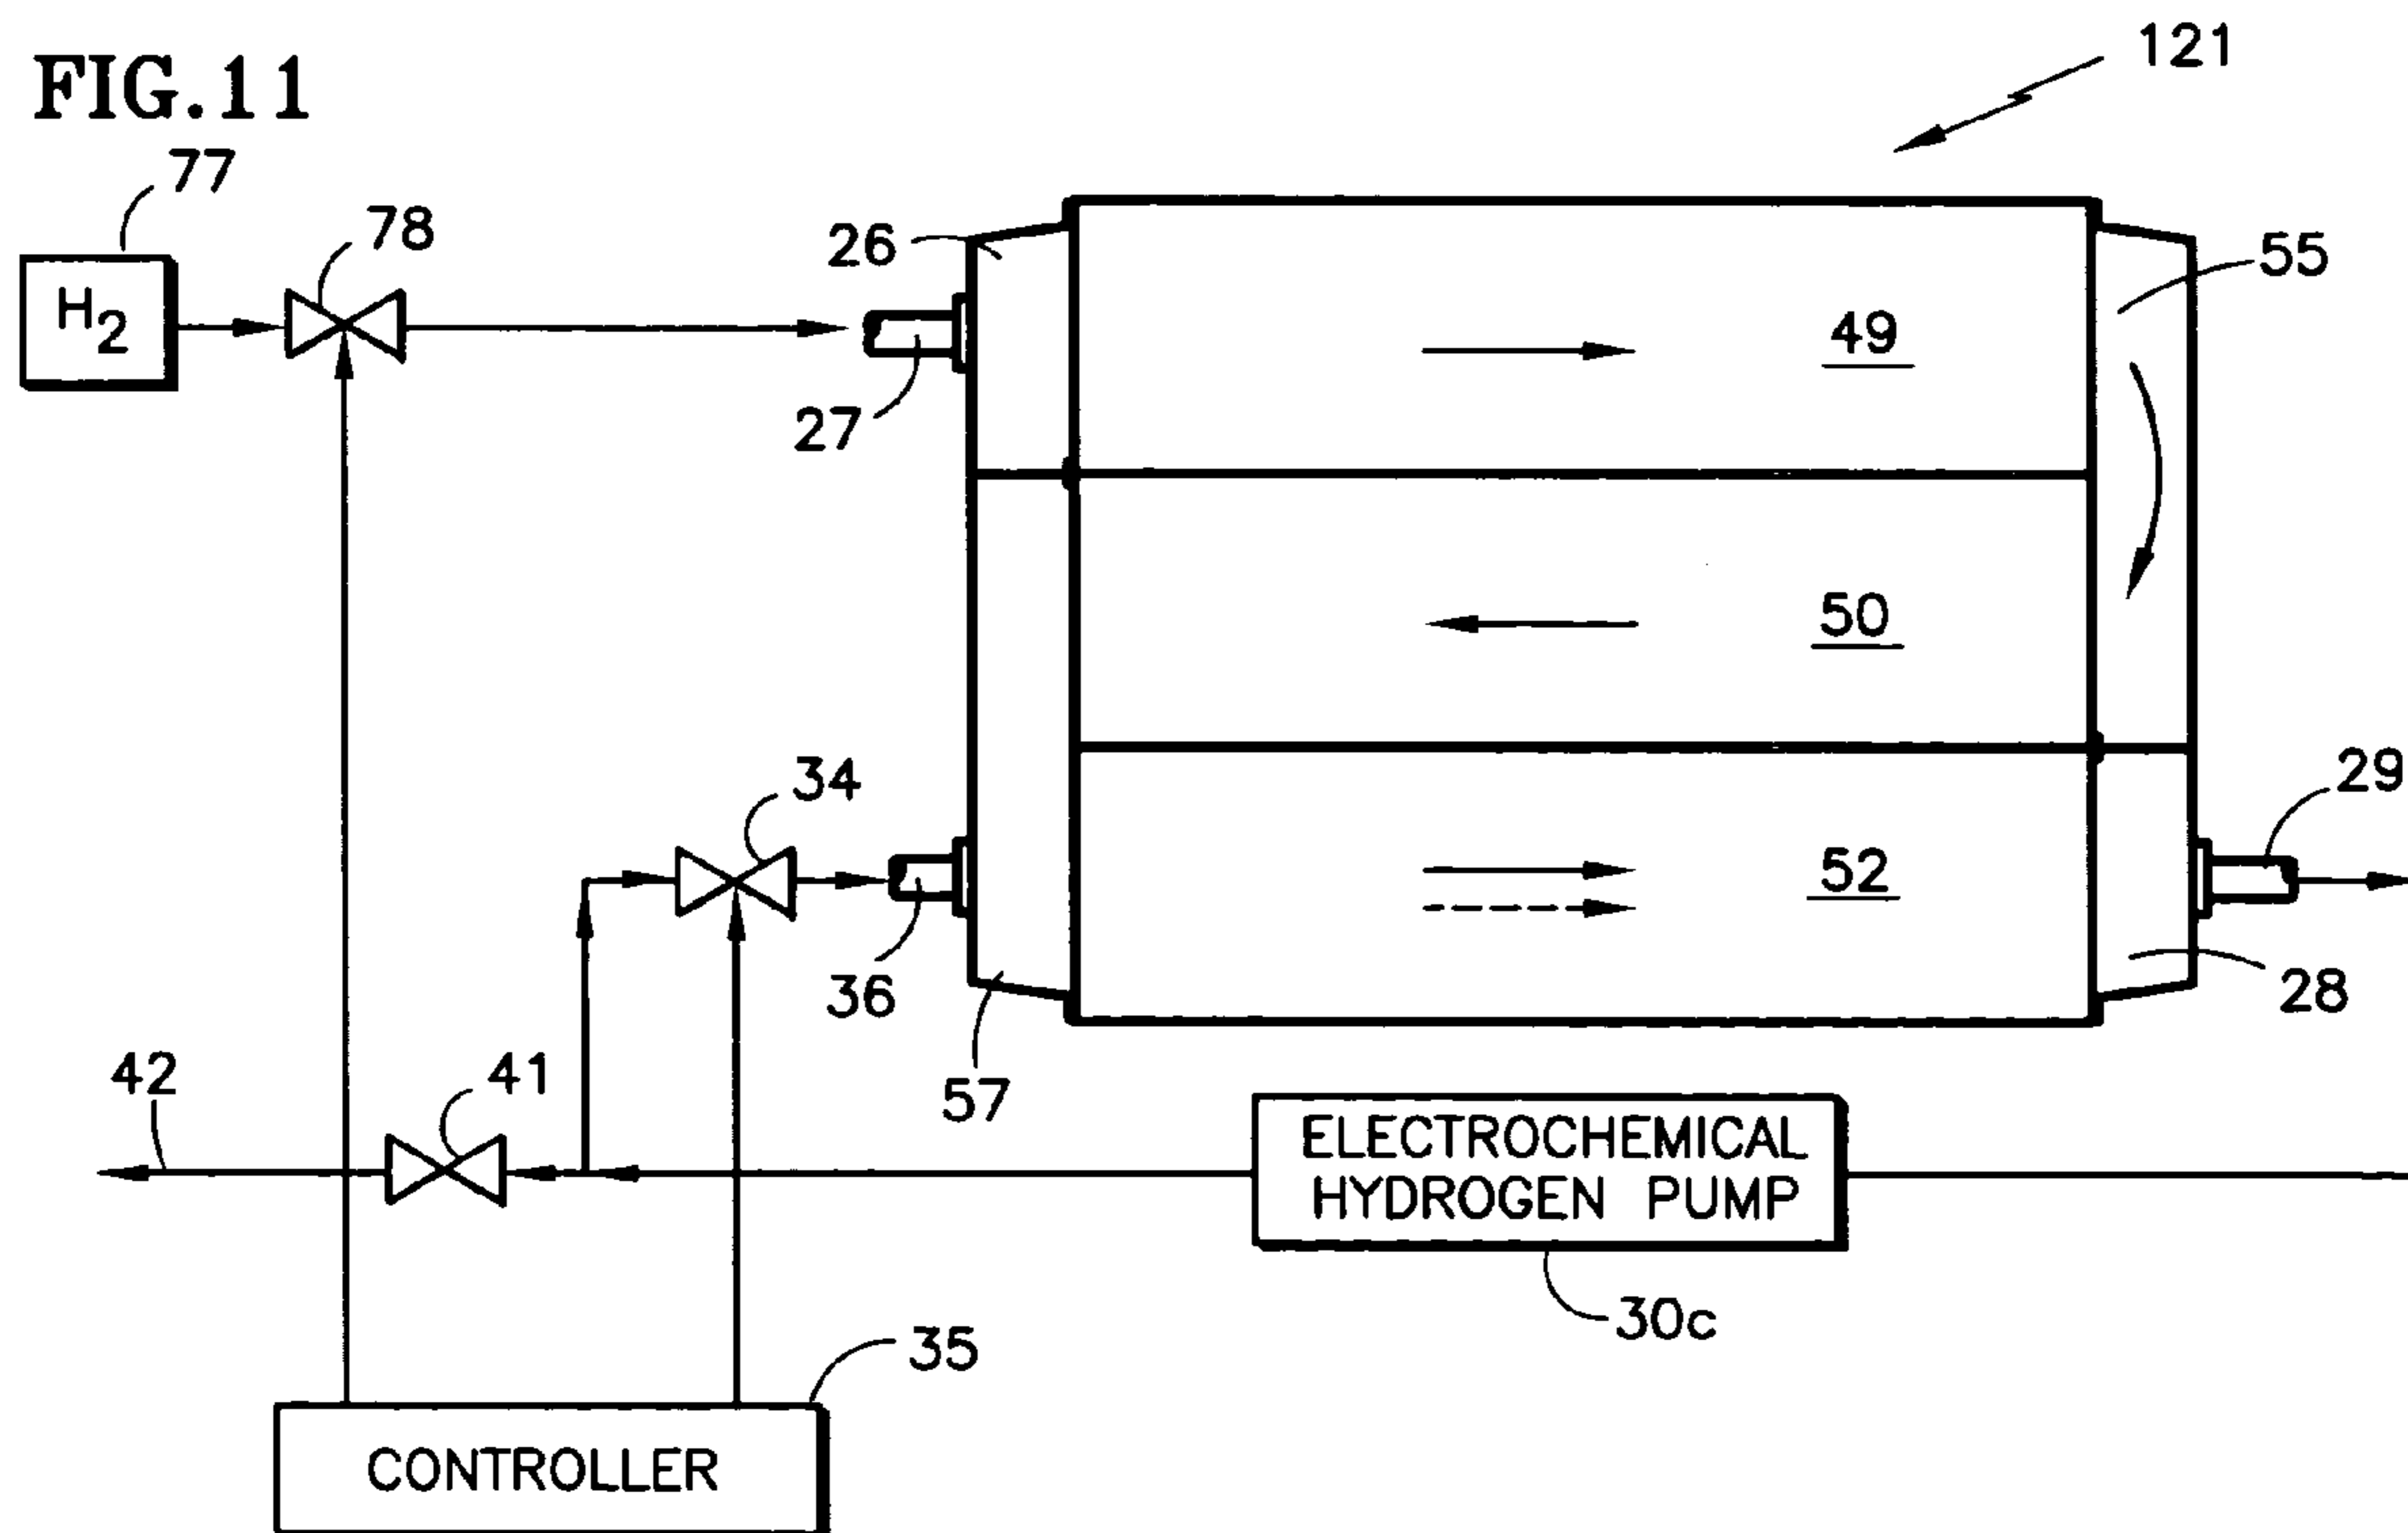 FIG.11
121
77
78
26
55
H2
49
27
50
34
29
52
36
28
42
41
57
ELECTROCHEMICAL
HYDROGEN PUMP
30c
35
CONTROLLER